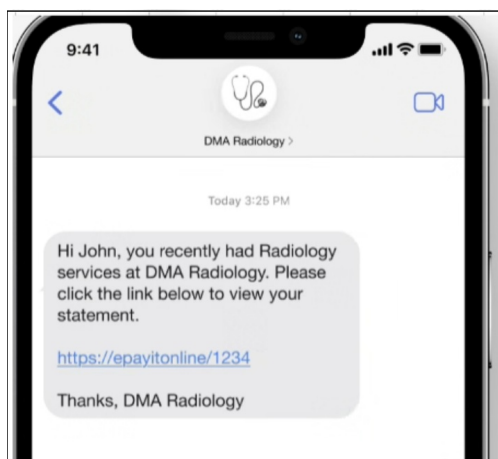 9:41
DMA Radiology >
Today 3:25 PM
Hi John, you recently had Radiology
services at DMA Radiology. Please
click the link below to view your
statement.
https://epayitonline/1234
Thanks, DMA Radiology